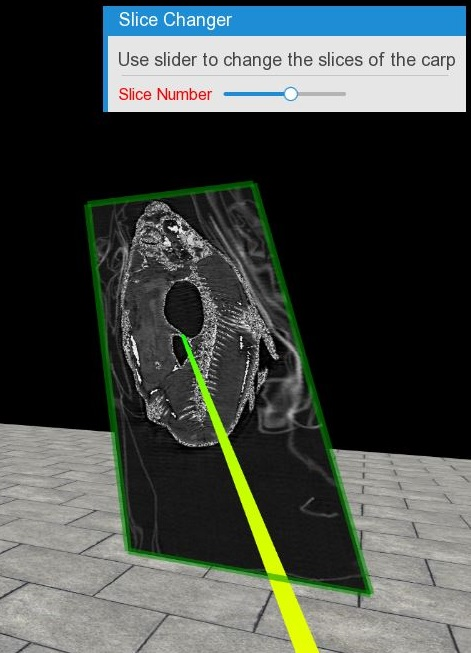 Slice Changer
Use slider to change the slices of the carp
Slice Number